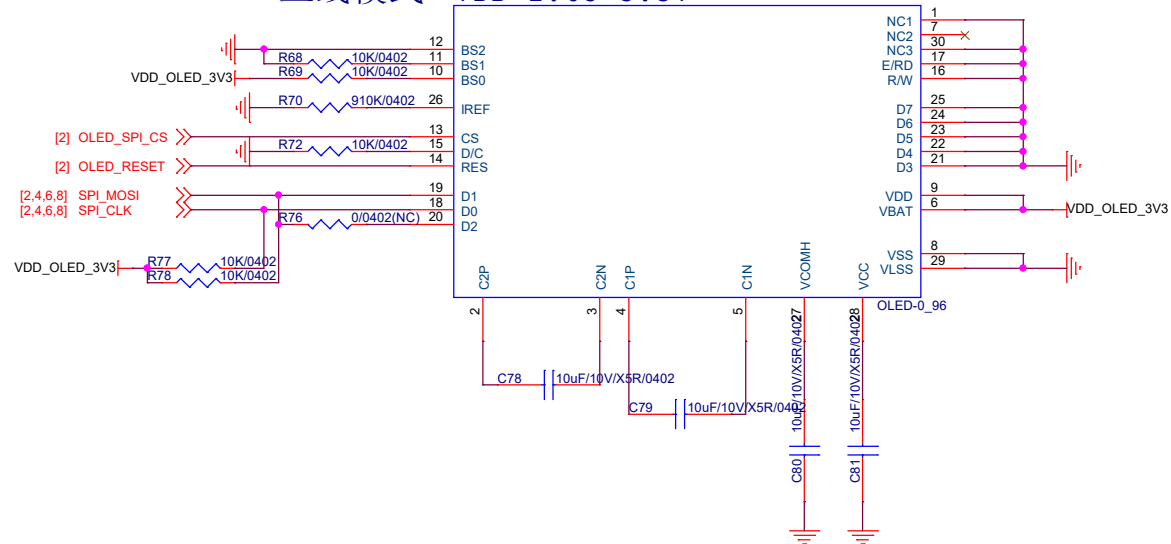 NC1 1
NC2 7
NC3 30
E/RD 17
R/W 16
12 BS2
R68 10K/0402 11 BS1
VDD_OLED_3V3 R69 10K/0402 10 BS0
R70 910K/0402 26 IREF
D7 25
D6 24
D5 23
D4 22
D3 21
[2] OLED_SPI_CS 13 CS
R72 10K/0402 15 D/C
[2] OLED_RESET 14 RES
[2,4,6,8] SPI_MOSI 19 D1
[2,4,6,8] SPI_CLK 18 D0
R76 0/0402(NC) 20 D2
VDD 9
VBAT 6 VDD_OLED_3V3
VSS 8
VLSS 29
VDD_OLED_3V3 R77 10K/0402
R78 10K/0402
C2P C2N C1P C1N VCOMH VCC
OLED-0_96
2 3 4 5 27 28
C78 10uF/10V/X5R/0402
C79 10uF/10V/X5R/0402
C80 10uF/10V/X5R/0402
C81 10uF/10V/X5R/0402